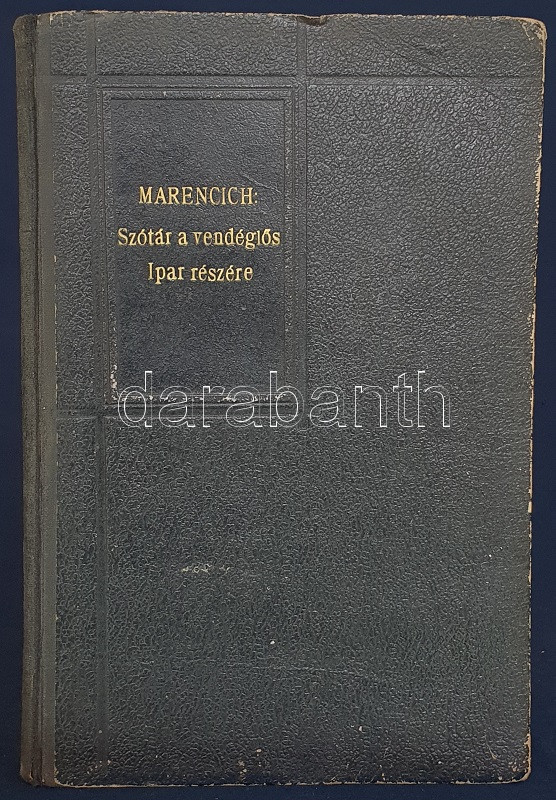 MARENCICH:
Szótár a vendéglős
Ipar részére
darabanth